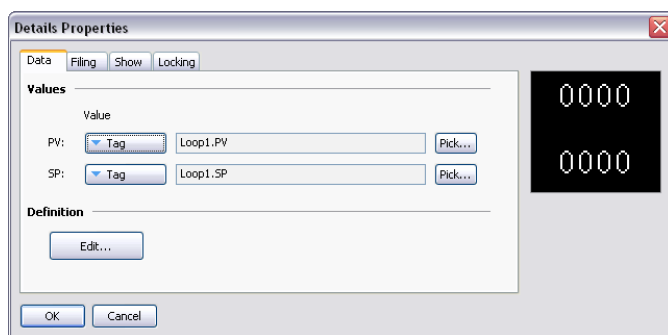 Details Properties
Data Filing Show Locking
Values
Value
PV: Tag Loop1.PV Pick...
SP: Tag Loop1.SP Pick...
Definition
Edit...
OK Cancel
0000
0000